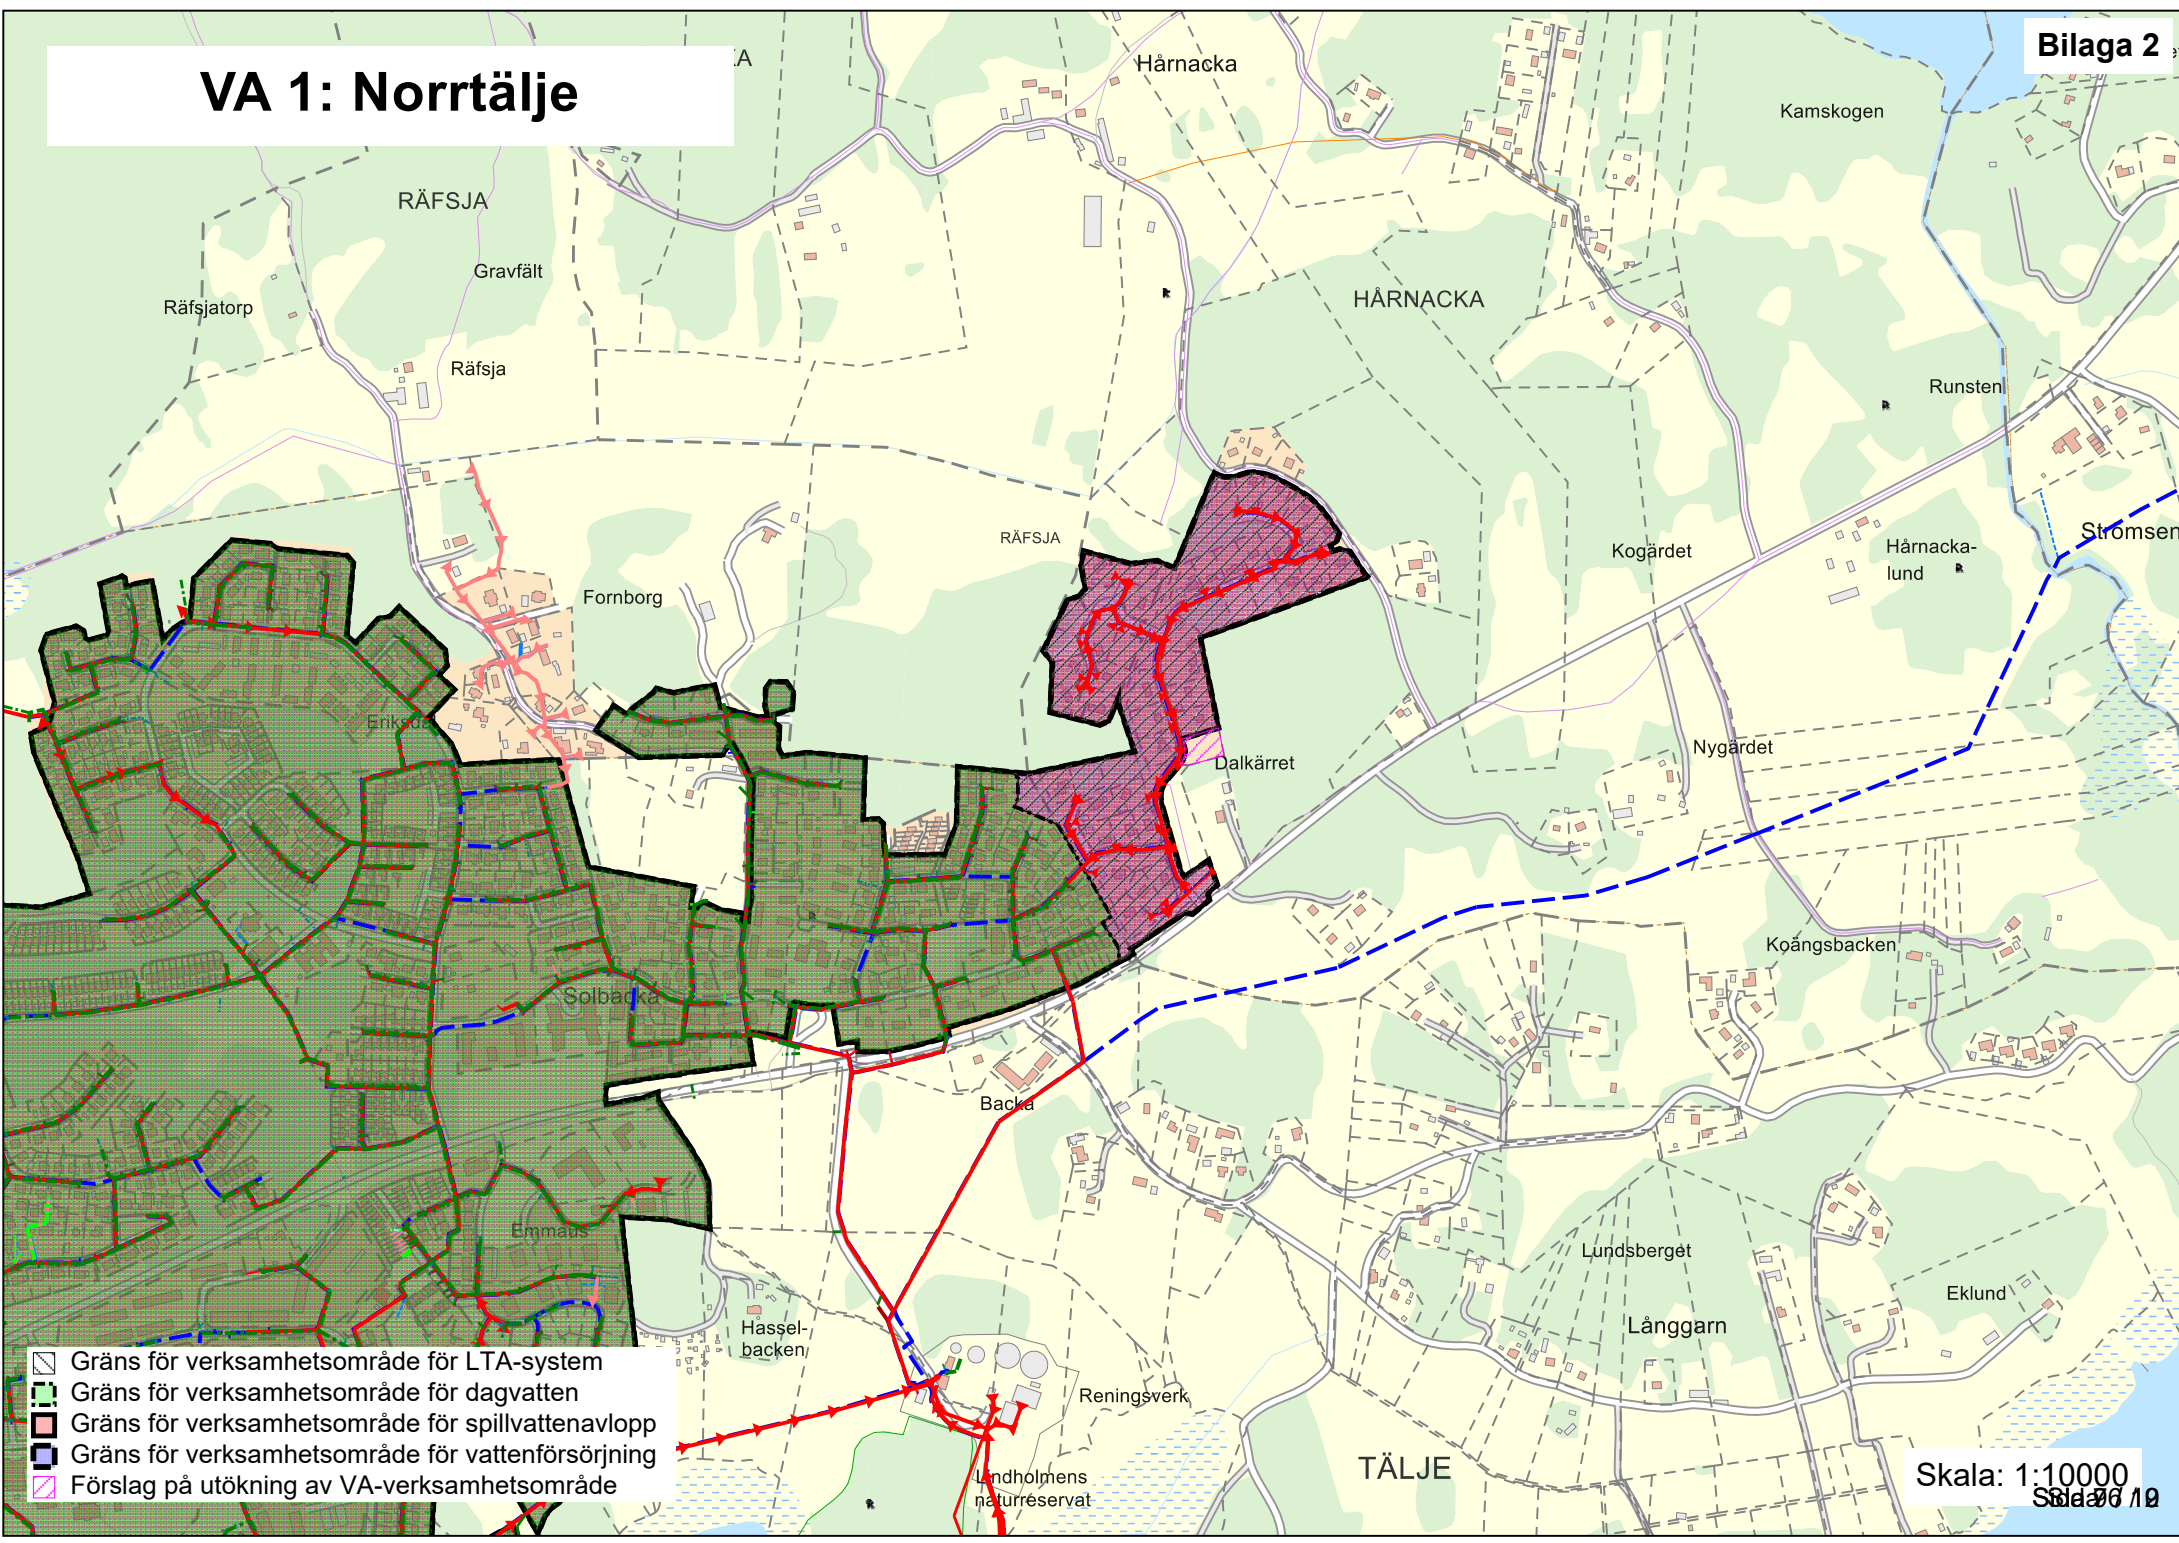 Bilaga 2
VA 1: Norrtälje
KA
Hårnacka
Kamskogen
RÄFSJA
Gravfält
Räfsjatorp
HÅRNACKA
Räfsja
Runsten
RÄFSJA
Strömsen
Kogärdet
Hårnacka-
lund
Fornborg
Eriksdal
Nygärdet
Dalkärret
Koängsbacken
Solbacka
Backa
Emmaus
Lundsberget
Eklund
Långgarn
Hassel-
backen
Reningsverk
TÄLJE
Lindholmens
naturreservat
Gräns för verksamhetsområde för LTA-system
Gräns för verksamhetsområde för dagvatten
Gräns för verksamhetsområde för spillvattenavlopp
Gräns för verksamhetsområde för vattenförsörjning
Förslag på utökning av VA-verksamhetsområde
Skala: 1:10000